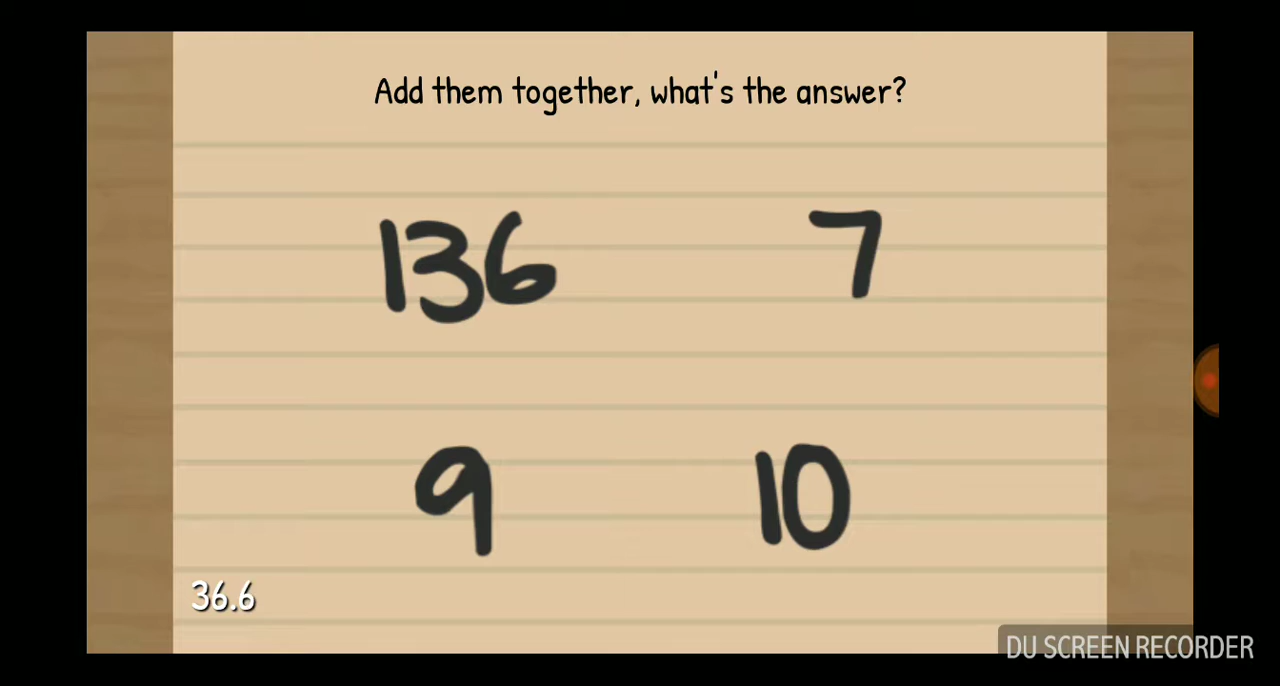 Add them together, what's the answer?
136 7
9 10
36.6
DU SCREEN RECORDER